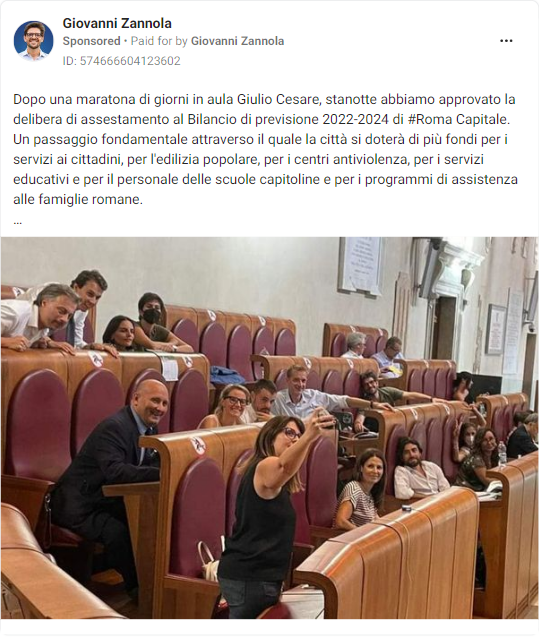 Giovanni Zannola
Sponsored • Paid for by Giovanni Zannola
ID: 574666604123602
Dopo una maratona di giorni in aula Giulio Cesare, stanotte abbiamo approvato la
delibera di assestamento al Bilancio di previsione 2022-2024 di #Roma Capitale.
Un passaggio fondamentale attraverso il quale la città si doterà di più fondi per i
servizi ai cittadini, per l'edilizia popolare, per i centri antiviolenza, per i servizi
educativi e per il personale delle scuole capitoline e per i programmi di assistenza
alle famiglie romane.
...